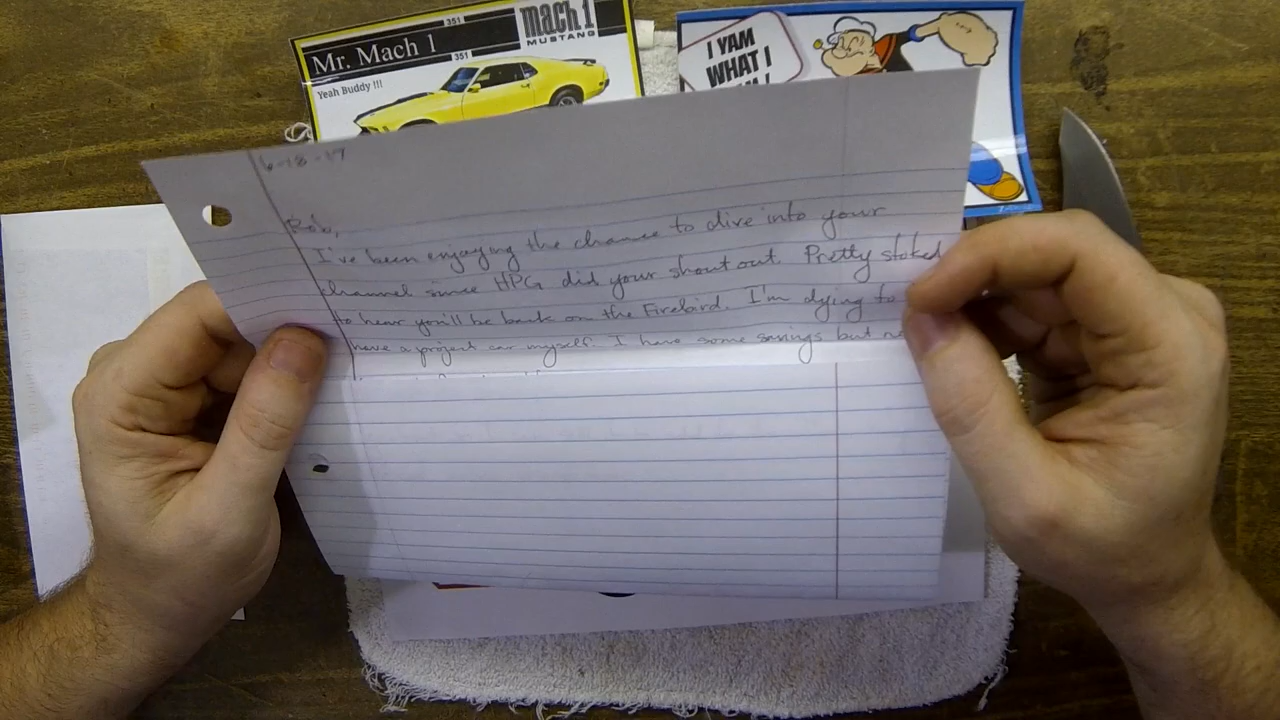 351
mach 1
MUSTANG
Mr. Mach 1
351
Yeah Buddy !!!
I YAM
WHAT I
6-18-17
Bob,
I've been enjoying the chance to dive into your
channel since HPG did your shout out. Pretty stoked
to hear you'll be back on the Firebird. I'm dying to
have a project car myself. I have some savings but